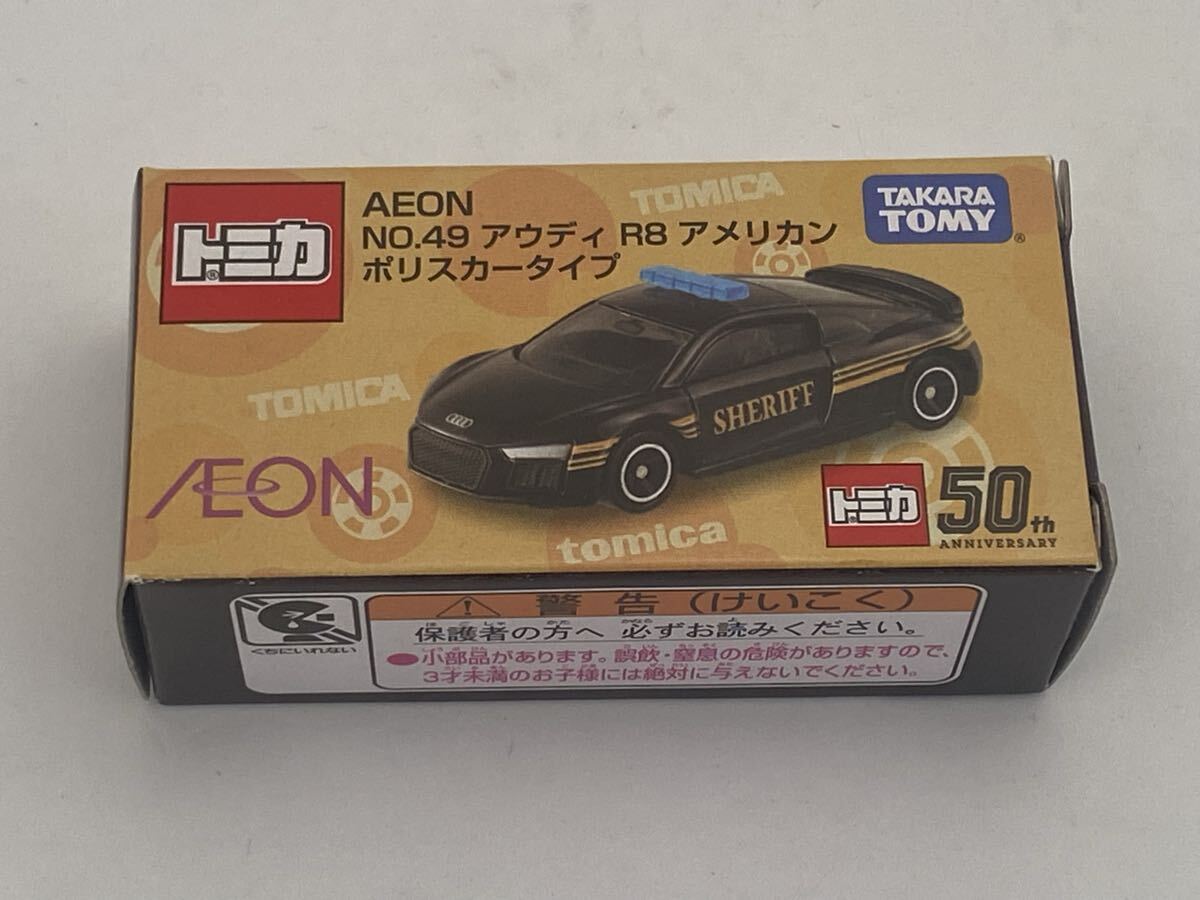 トミカ
AEON
NO.49 アウディ R8 アメリカン
ポリスカータイプ
TOMICA
TAKARA
TOMY
TOMICA
SHERIFF
AEON
tomica
トミカ
50th
ANNIVERSARY
くちにいれない
警告(けいこく)
保護者の方へ 必ずお読みください。
●小部品があります。誤飲・窒息の危険がありますので、
3才未満のお子様には絶対に与えないでください。